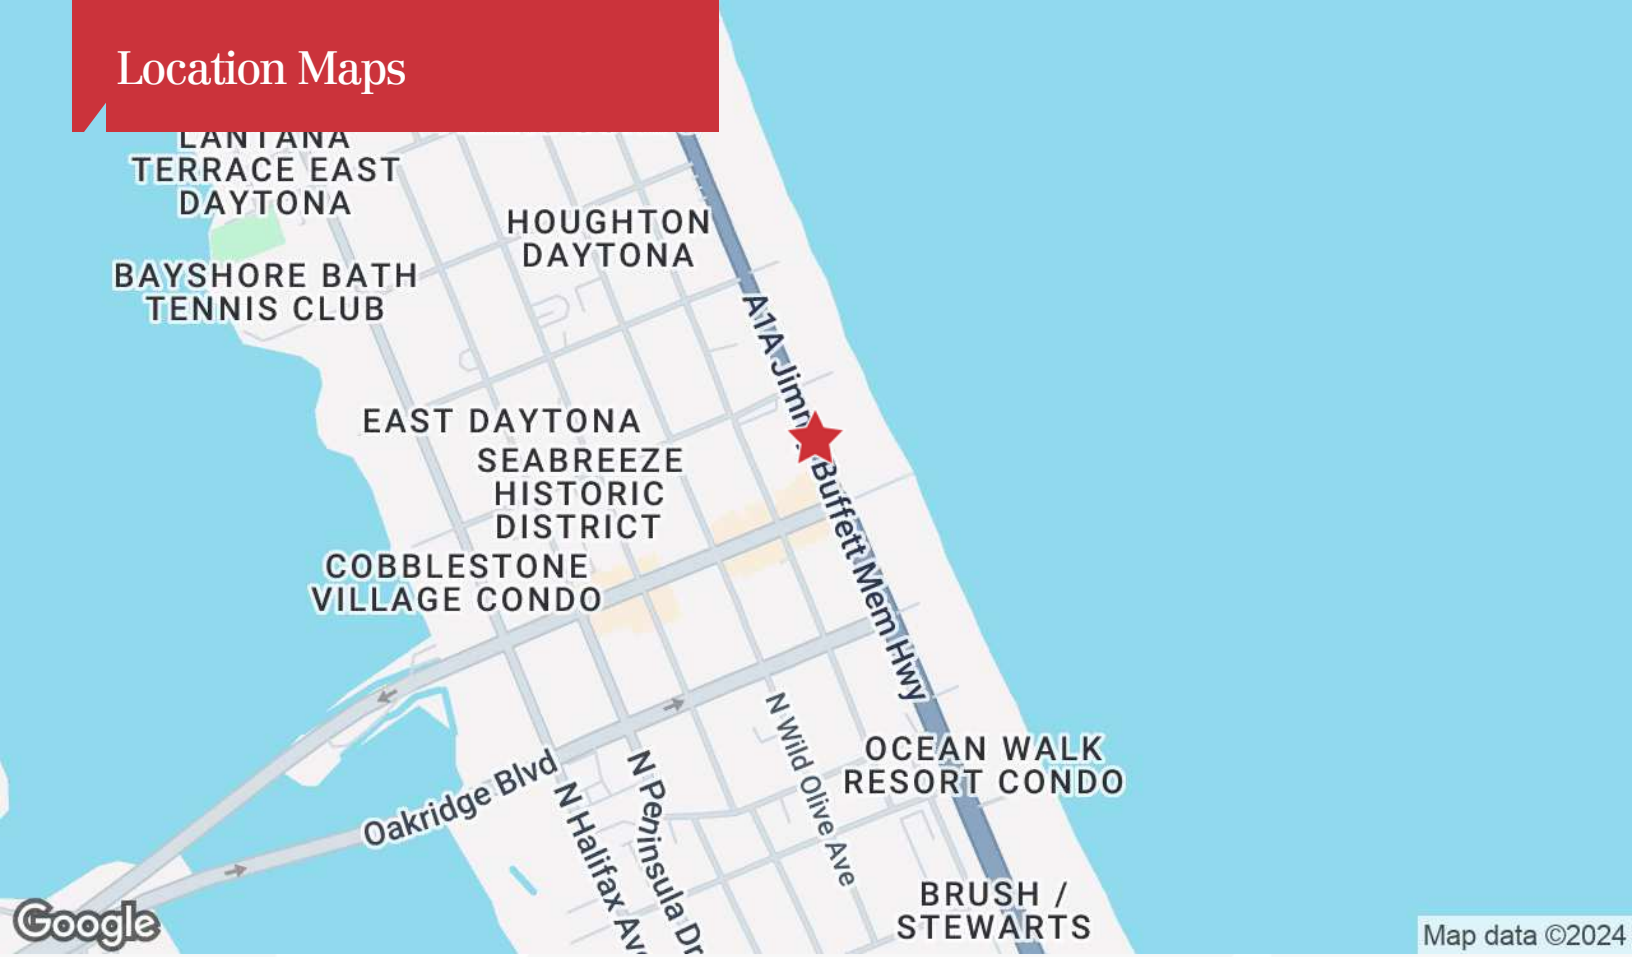 Location Maps
LANTANA
TERRACE EAST
DAYTONA
HOUGHTON
DAYTONA
BAYSHORE BATH
TENNIS CLUB
A1A Jimm
Buffett Mem Hwy
EAST DAYTONA
SEABREEZE
HISTORIC
DISTRICT
COBBLESTONE
VILLAGE CONDO
OCEAN WALK
RESORT CONDO
Oakridge Blvd
N Wild Olive Ave
N Peninsula Dr
N Halifax Ave
BRUSH /
STEWARTS
Google
Map data ©2024